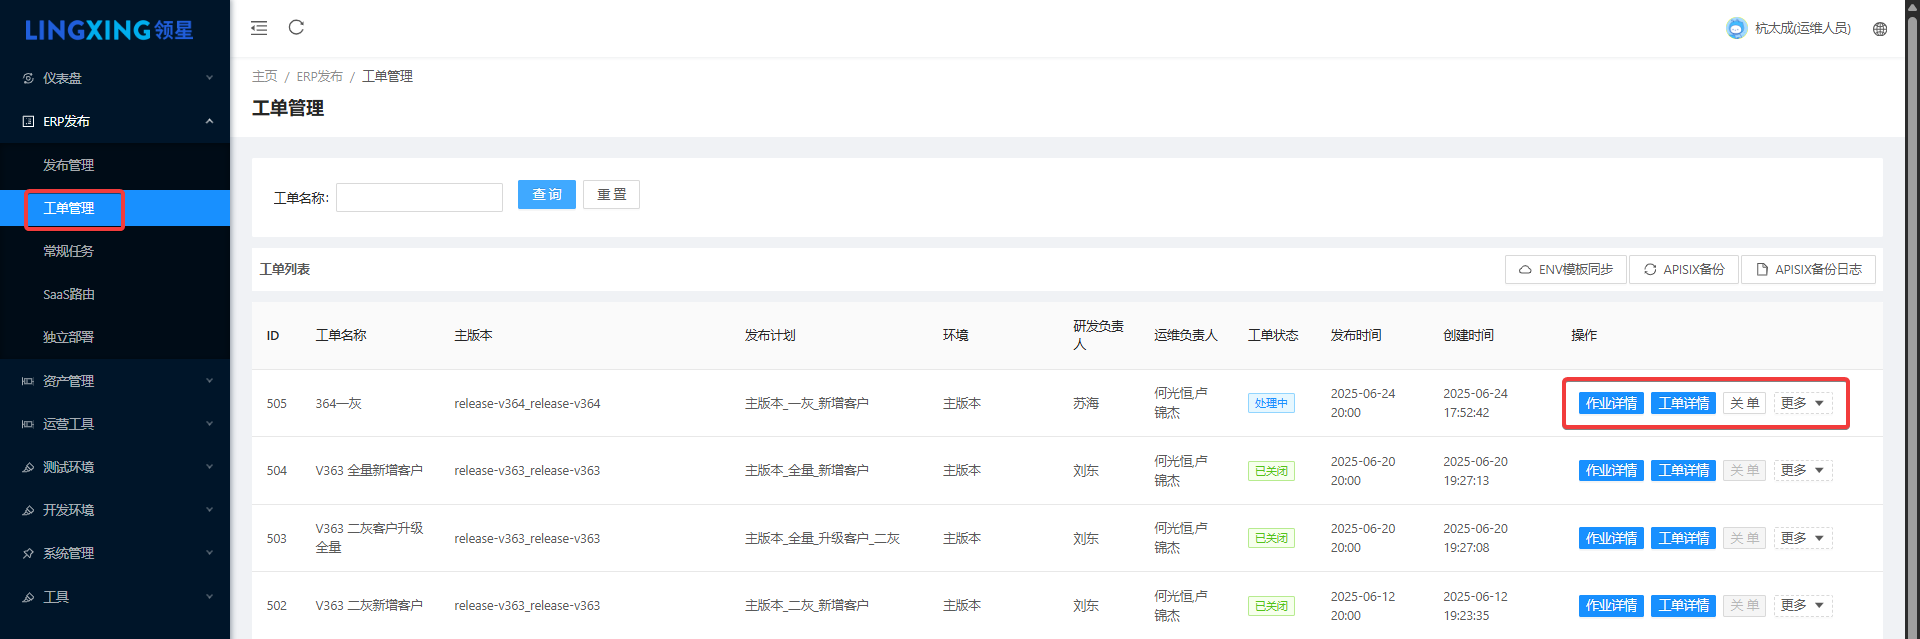 LINGXING领星
杭太成(运维人员)
仪表盘
ERP发布
发布管理
工单管理
常规任务
SaaS路由
独立部署
资产管理
运营工具
测试环境
开发环境
系统管理
工具
主页 / ERP发布 / 工单管理
工单管理
工单名称: 查 询 重 置
工单列表 ENV模板同步 APISIX备份 APISIX备份日志
ID 工单名称 主版本 发布计划 环境 研发负责人 运维负责人 工单状态 发布时间 创建时间 操作
505 364一灰 release-v364_release-v364 主版本_一灰_新增客户 主版本 苏海 何光恒,卢锦杰 处理中 2025-06-24 20:00 2025-06-24 17:52:42 作业详情 工单详情 关 单 更多
504 V363 全量新增客户 release-v363_release-v363 主版本_全量_新增客户 主版本 刘东 何光恒,卢锦杰 已关闭 2025-06-20 20:00 2025-06-20 19:27:13 作业详情 工单详情 关 单 更多
503 V363 二灰客户升级全量 release-v363_release-v363 主版本_全量_升级客户_二灰 主版本 刘东 何光恒,卢锦杰 已关闭 2025-06-20 20:00 2025-06-20 19:27:08 作业详情 工单详情 关 单 更多
502 V363 二灰新增客户 release-v363_release-v363 主版本_二灰_新增客户 主版本 刘东 何光恒,卢锦杰 已关闭 2025-06-12 20:00 2025-06-12 19:23:35 作业详情 工单详情 关 单 更多